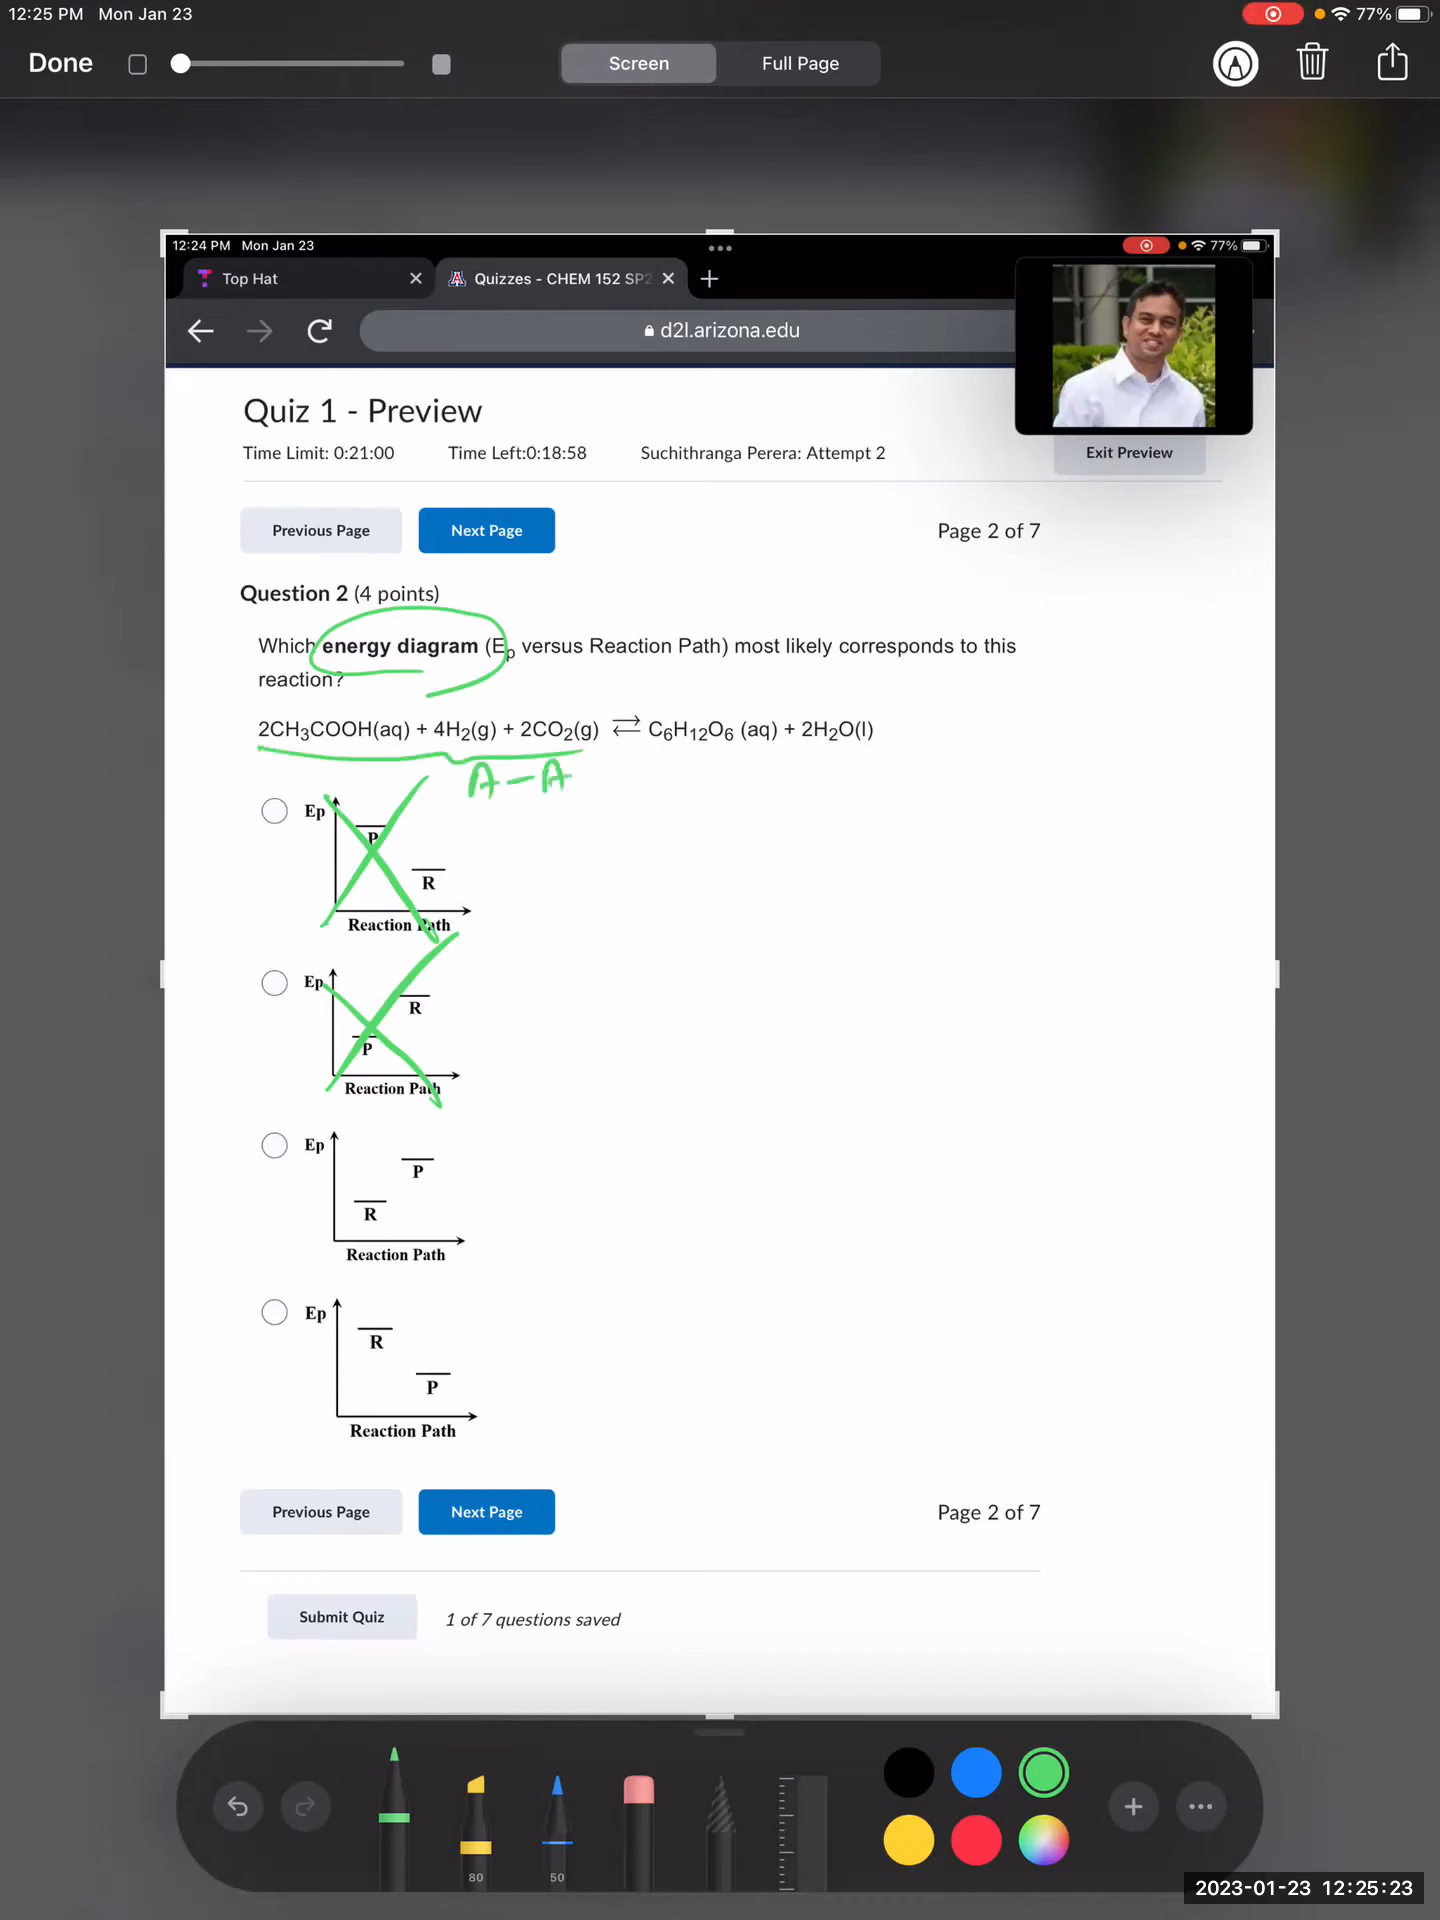 12:25 PM Mon Jan 23 77%
Done Screen Full Page
12:24 PM Mon Jan 23 77%
Top Hat Quizzes - CHEM 152 SP2
d2l.arizona.edu
Quiz 1 - Preview
Time Limit: 0:21:00 Time Left:0:18:58 Suchithranga Perera: Attempt 2 Exit Preview
Previous Page Next Page Page 2 of 7
Question 2 (4 points)
Which energy diagram (Ep versus Reaction Path) most likely corresponds to this
reaction?
2CH₃COOH(aq) + 4H₂(g) + 2CO₂(g) ⇄ C₆H₁₂O₆ (aq) + 2H₂O(l)
A - A
Ep
P
R
Reaction Path
Ep
R
P
Reaction Path
Ep
P
R
Reaction Path
Ep
R
P
Reaction Path
Previous Page Next Page Page 2 of 7
Submit Quiz 1 of 7 questions saved
80 50
2023-01-23 12:25:23